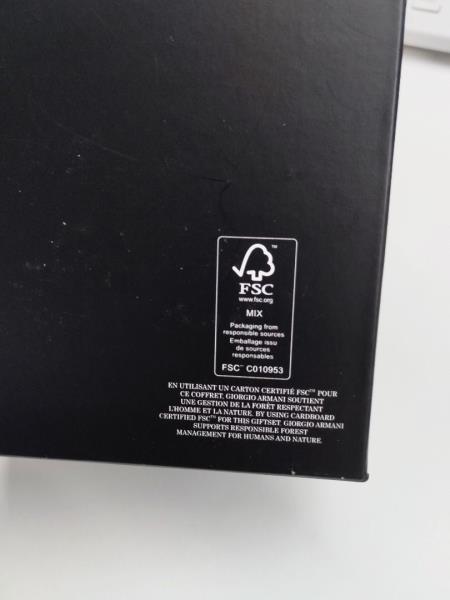 ™
FSC
www.fsc.org
MIX
Packaging from
responsible sources
Emballage issu
de sources
responsables
FSC™ C010953
EN UTILISANT UN CARTON CERTIFIÉ FSC™ POUR
CE COFFRET, GIORGIO ARMANI SOUTIENT
UNE GESTION DE LA FORÊT RESPECTANT
L'HOMME ET LA NATURE. BY USING CARDBOARD
CERTIFIED FSC™ FOR THIS GIFTSET, GIORGIO ARMANI
SUPPORTS RESPONSIBLE FOREST
MANAGEMENT FOR HUMANS AND NATURE.